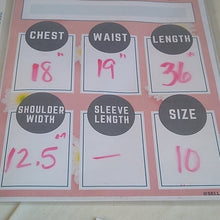 CHEST WAIST LENGTH
18" 19" 36"
SHOULDER WIDTH SLEEVE LENGTH SIZE
12.5" — 10